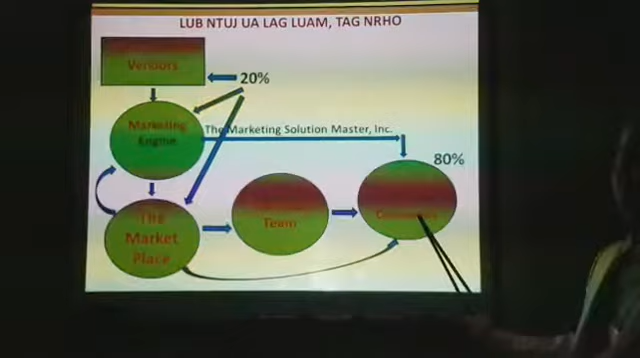 LUB NTUJ UA LAG LUAM, TAG NRHO
Vendors
20%
Marketing
Engine
The Marketing Solution Master, Inc.
80%
The
Market
Place
Team